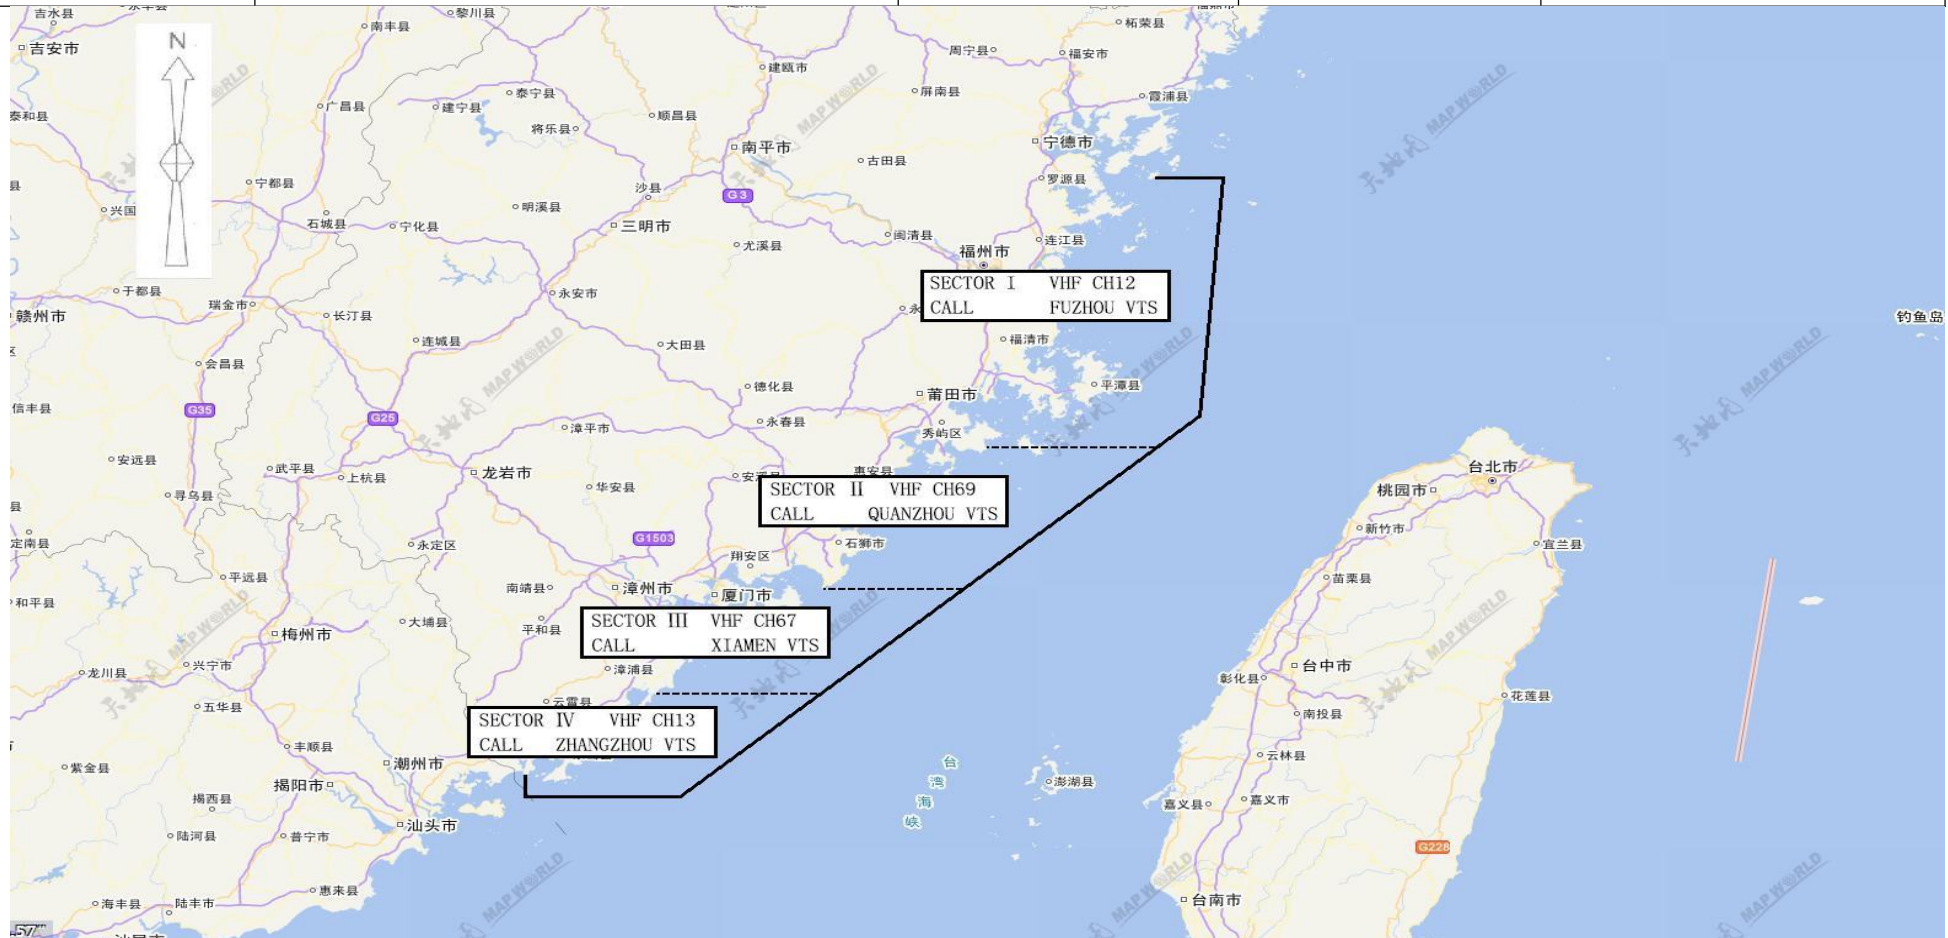 吉水县
南丰县
黎川县
柘荣县
N
吉安市
周宁县
福安市
建瓯市
泰宁县
屏南县
霞浦县
广昌县
建宁县
顺昌县
泰和县
将乐县
南平市
宁德市
古田县
宁都县
沙县
G3
罗源县
兴国
明溪县
石城县
宁化县
三明市
闽清县
连江县
尤溪县
福州市
于都县
永安市
SECTOR Ⅰ VHF CH12
CALL FUZHOU VTS
瑞金市
赣州市
长汀县
永
钓鱼岛
连城县
大田县
福清市
会昌县
德化县
平潭县
莆田市
信丰县
G35
G25
永春县
漳平市
秀屿区
安远县
武平县
上杭县
龙岩市
安溪
惠安县
台北市
华安县
SECTOR Ⅱ VHF CH69
CALL QUANZHOU VTS
桃园市
寻乌县
新竹市
定南县
永定区
G1503
石狮市
宜兰县
翔安区
平远县
南靖县
漳州市
厦门市
苗栗县
和平县
SECTOR Ⅲ VHF CH67
CALL XIAMEN VTS
大埔县
平和县
梅州市
龙川县
兴宁市
漳浦县
台中市
彰化县
五华县
云霄县
花莲县
SECTOR Ⅳ VHF CH13
CALL ZHANGZHOU VTS
南投县
丰顺县
云林县
紫金县
潮州市
台湾海峡
澎湖县
揭阳市
揭西县
嘉义县
嘉义市
汕头市
陆河县
普宁市
G228
惠来县
海丰县
陆丰市
台南市
57"
天地图 MAPWORLD